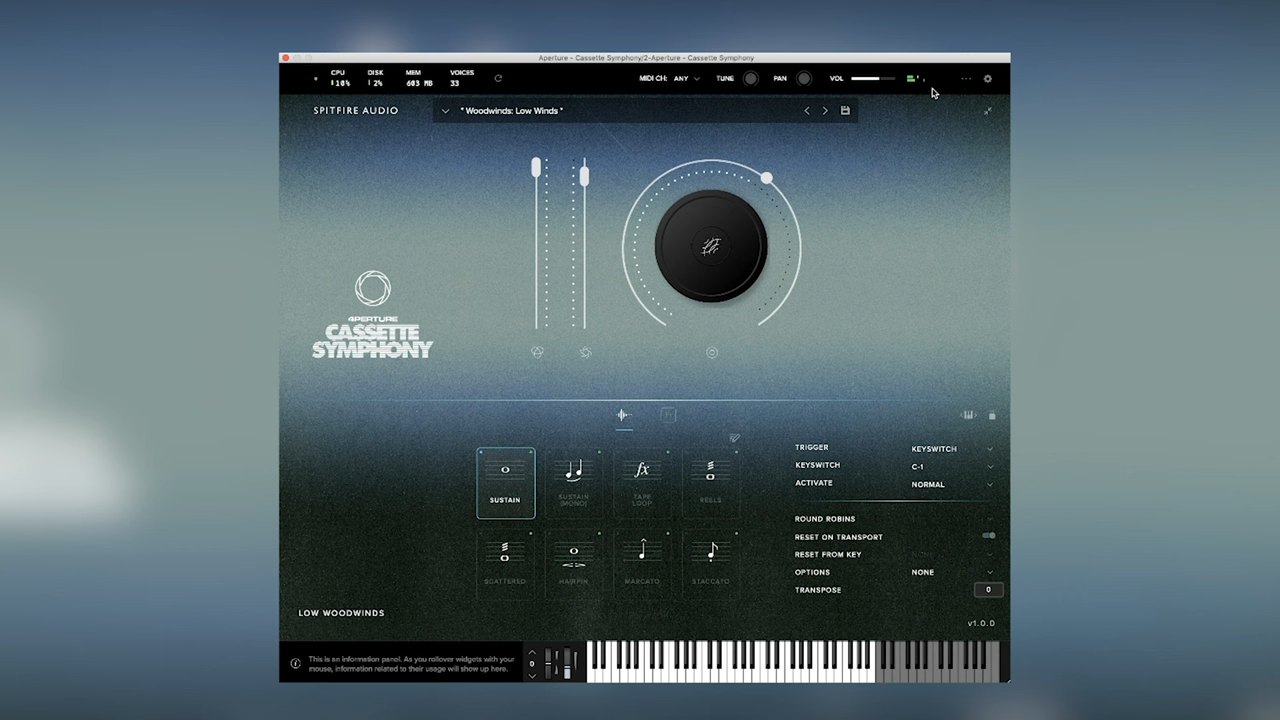 Aperture - Cassette Symphony/2-Aperture - Cassette Symphony
CPU DISK MEM VOICES
10% 2% 603 MB 33
MIDI CH: ANY TUNE PAN VOL
SPITFIRE AUDIO
* Woodwinds: Low Winds *
4PERTURE
CASSETTE
SYMPHONY
TRIGGER KEYSWITCH
KEYSWITCH C-1
ACTIVATE NORMAL
fx
SUSTAIN SUSTAIN (MONO) TAPE LOOP REELS
ROUND ROBINS
RESET ON TRANSPORT
RESET FROM KEY
OPTIONS NONE
TRANSPOSE 0
SCATTERED HAIRPIN MARCATO STACCATO
LOW WOODWINDS
v1.0.0
This is an information panel. As you rollover widgets with your
mouse, information related to their usage will show up here.
0